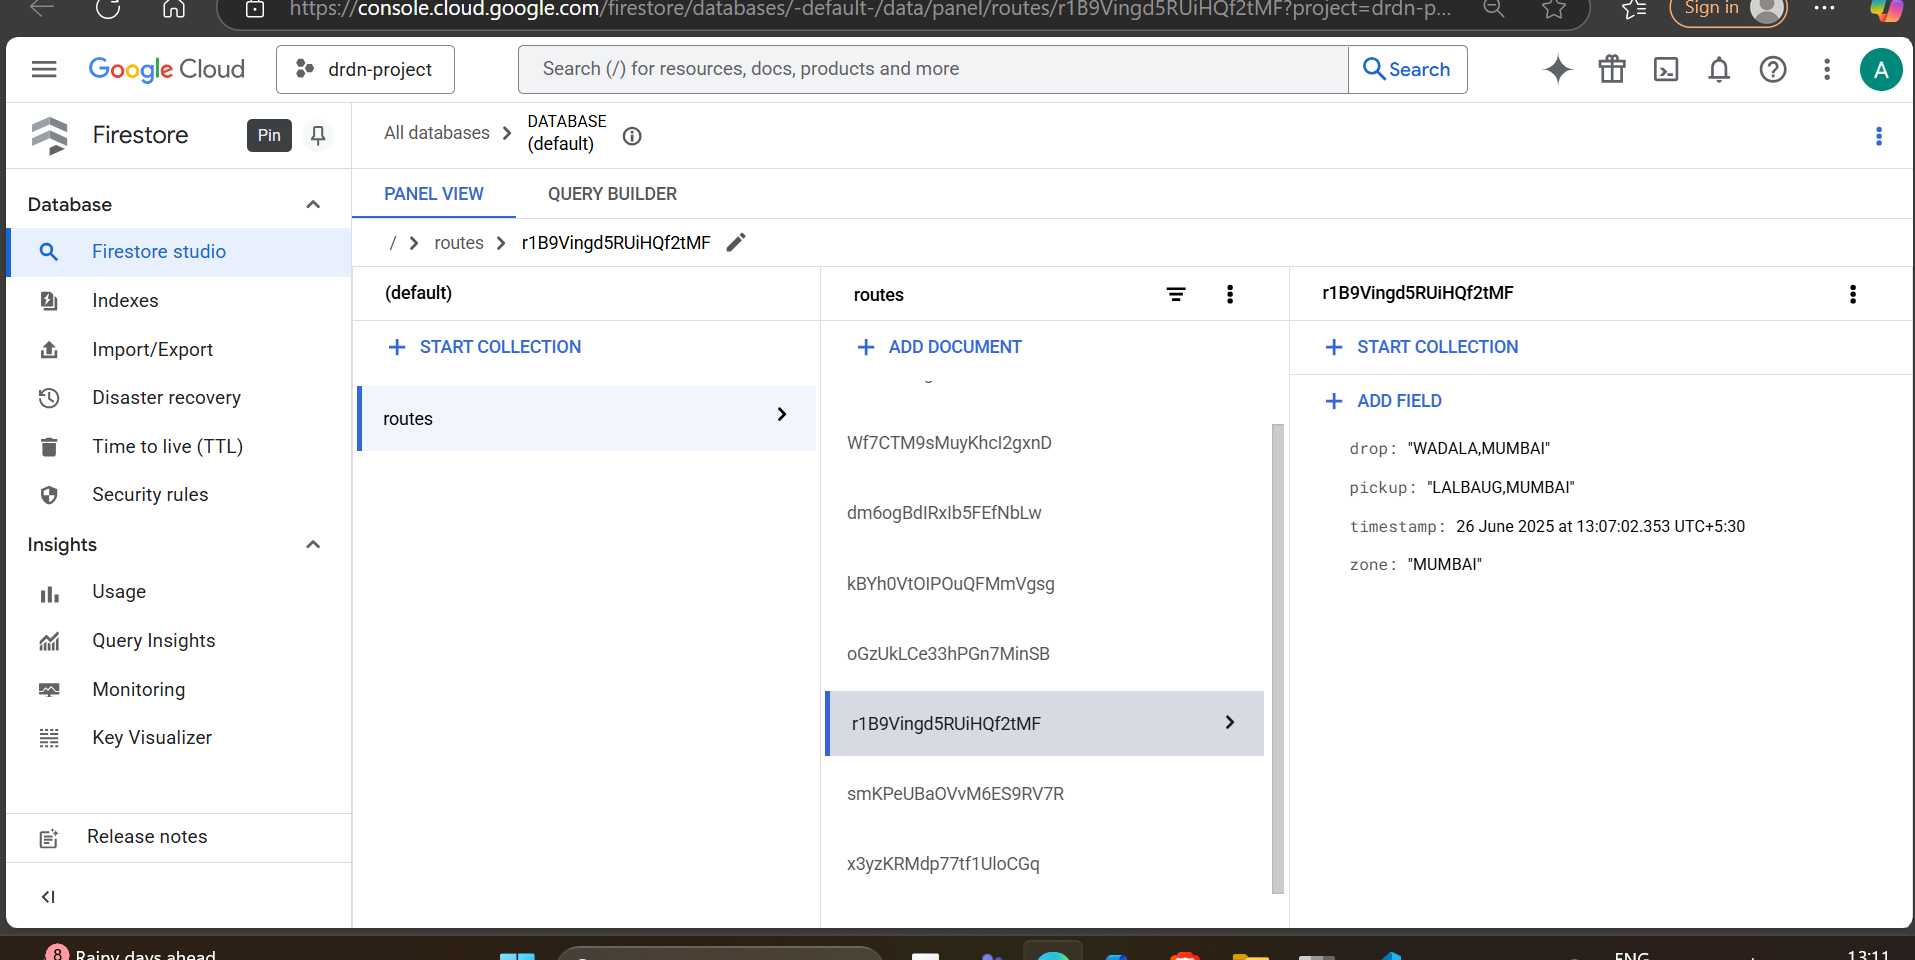 https://console.cloud.google.com/firestore/databases/-default-/data/panel/routes/r1B9Vingd5RUiHQf2tMF?project=drdn-p...
Sign in
Google Cloud
drdn-project
Search (/) for resources, docs, products and more
Search
A
Firestore
Pin
All databases
DATABASE
(default)
Database
Firestore studio
Indexes
Import/Export
Disaster recovery
Time to live (TTL)
Security rules
Insights
Usage
Query Insights
Monitoring
Key Visualizer
Release notes
PANEL VIEW
QUERY BUILDER
/ routes r1B9Vingd5RUiHQf2tMF
(default)
START COLLECTION
routes
routes
ADD DOCUMENT
Wf7CTM9sMuyKhcI2gxnD
dm6ogBdIRxIb5FEfNbLw
kBYh0VtOIPOuQFMmVgsg
oGzUkLCe33hPGn7MinSB
r1B9Vingd5RUiHQf2tMF
smKPeUBaOVvM6ES9RV7R
x3yzKRMdp77tf1UloCGq
r1B9Vingd5RUiHQf2tMF
START COLLECTION
ADD FIELD
drop: "WADALA,MUMBAI"
pickup: "LALBAUG,MUMBAI"
timestamp: 26 June 2025 at 13:07:02.353 UTC+5:30
zone: "MUMBAI"
8
Rainy days ahead
ENG
13:11